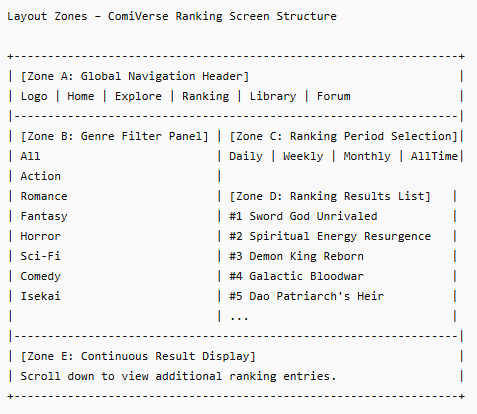 Layout Zones – ComiVerse Ranking Screen Structure
+-------------------------------------------------------------------+
| [Zone A: Global Navigation Header]                                |
| Logo | Home | Explore | Ranking | Library | Forum                 |
|-------------------------------------------------------------------|
| [Zone B: Genre Filter Panel] | [Zone C: Ranking Period Selection]|
| All                          | Daily | Weekly | Monthly | AllTime|
| Action                       |
| Romance                      | [Zone D: Ranking Results List]   |
| Fantasy                      | #1 Sword God Unrivaled           |
| Horror                       | #2 Spiritual Energy Resurgence   |
| Sci-Fi                       | #3 Demon King Reborn             |
| Comedy                       | #4 Galactic Bloodwar             |
| Isekai                       | #5 Dao Patriarch's Heir          |
|                              | ...                              |
|-------------------------------------------------------------------|
| [Zone E: Continuous Result Display]                               |
| Scroll down to view additional ranking entries.                   |
+-------------------------------------------------------------------+